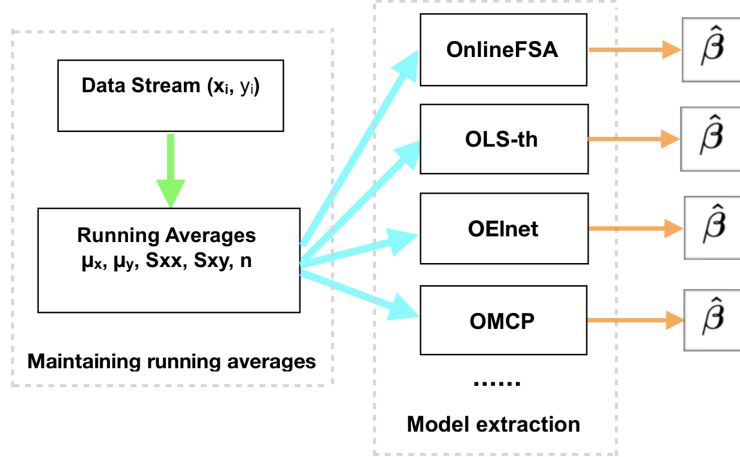 Data Stream (xᵢ, yᵢ)
Running Averages
μₓ, μᵧ, Sxx, Sxy, n
Maintaining running averages
OnlineFSA
β̂
OLS-th
β̂
OElnet
β̂
OMCP
β̂
......
Model extraction